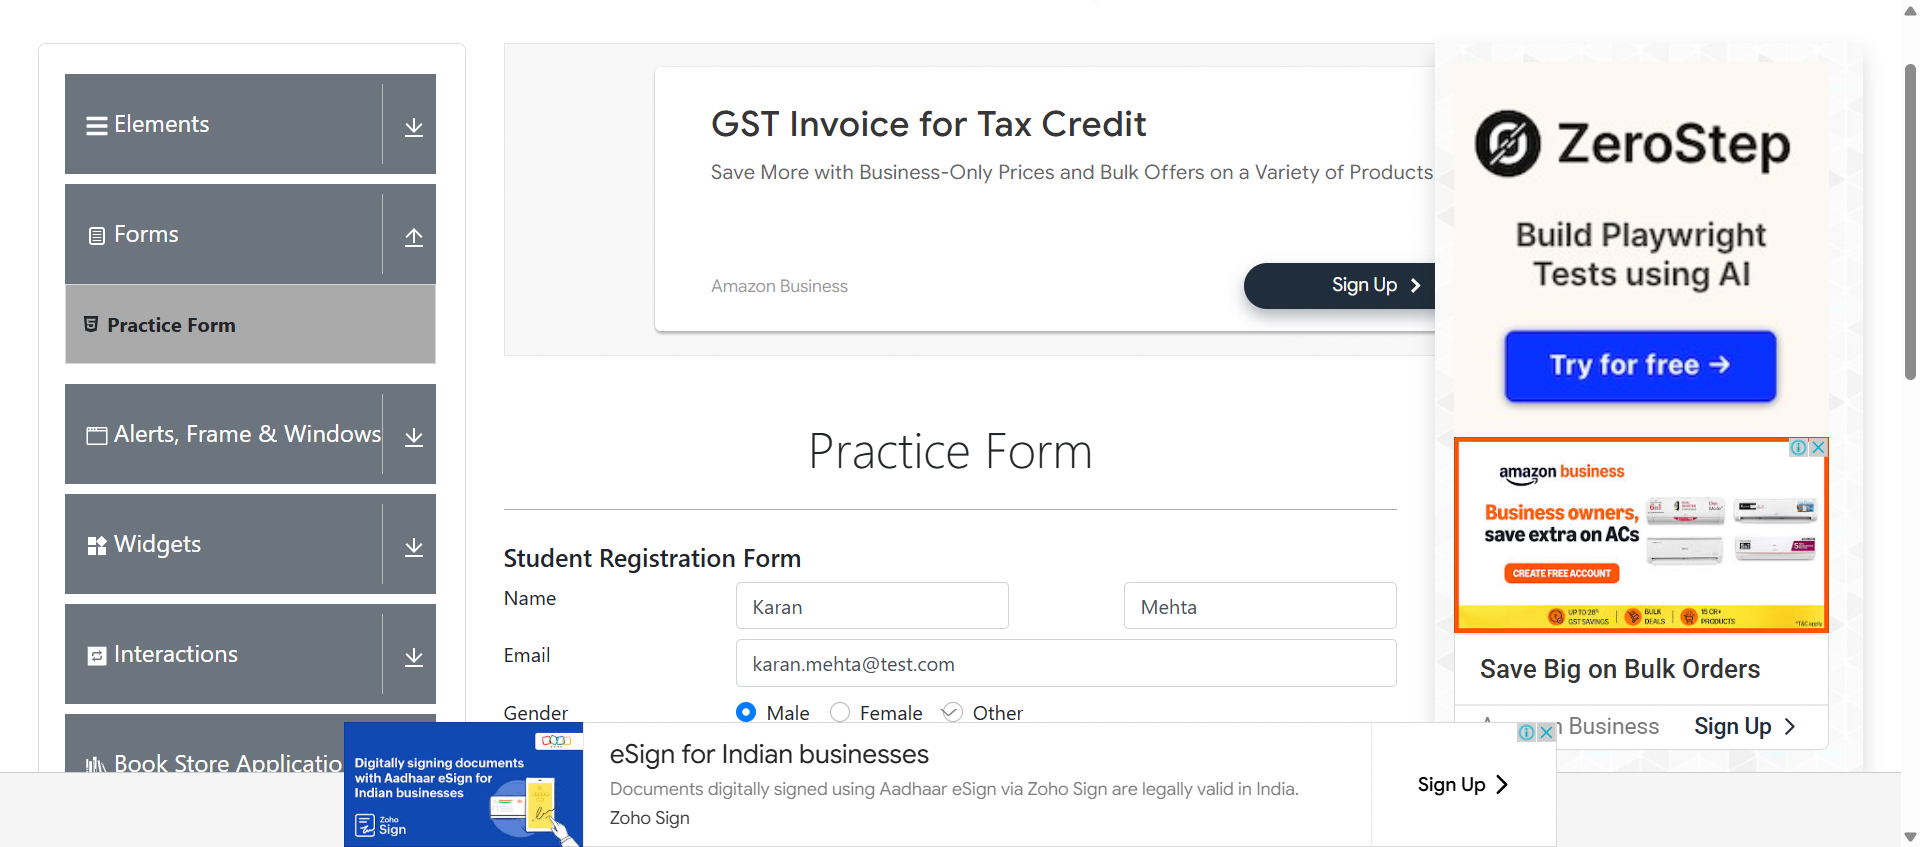 Elements
Forms
Practice Form
Alerts, Frame & Windows
Widgets
Interactions
Book Store Applicatio
GST Invoice for Tax Credit
Save More with Business-Only Prices and Bulk Offers on a Variety of Products
Amazon Business
Sign Up
Practice Form
Student Registration Form
Name
Karan
Mehta
Email
karan.mehta@test.com
Gender
Male
Female
Other
ZeroStep
Build Playwright
Tests using AI
Try for free →
amazon business
Business owners,
save extra on ACs
CREATE FREE ACCOUNT
UP TO 28%
GST SAVINGS
BULK
DEALS
15 CR+
PRODUCTS
*T&C apply
Save Big on Bulk Orders
Business
Sign Up
Digitally signing documents
with Aadhaar eSign for
Indian businesses
Zoho
Sign
eSign for Indian businesses
Documents digitally signed using Aadhaar eSign via Zoho Sign are legally valid in India.
Zoho Sign
Sign Up